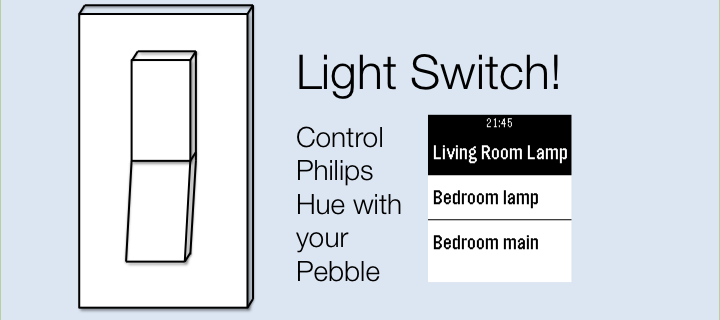 Light Switch!
Control
Philips
Hue with
your
Pebble
21:45
Living Room Lamp
Bedroom lamp
Bedroom main